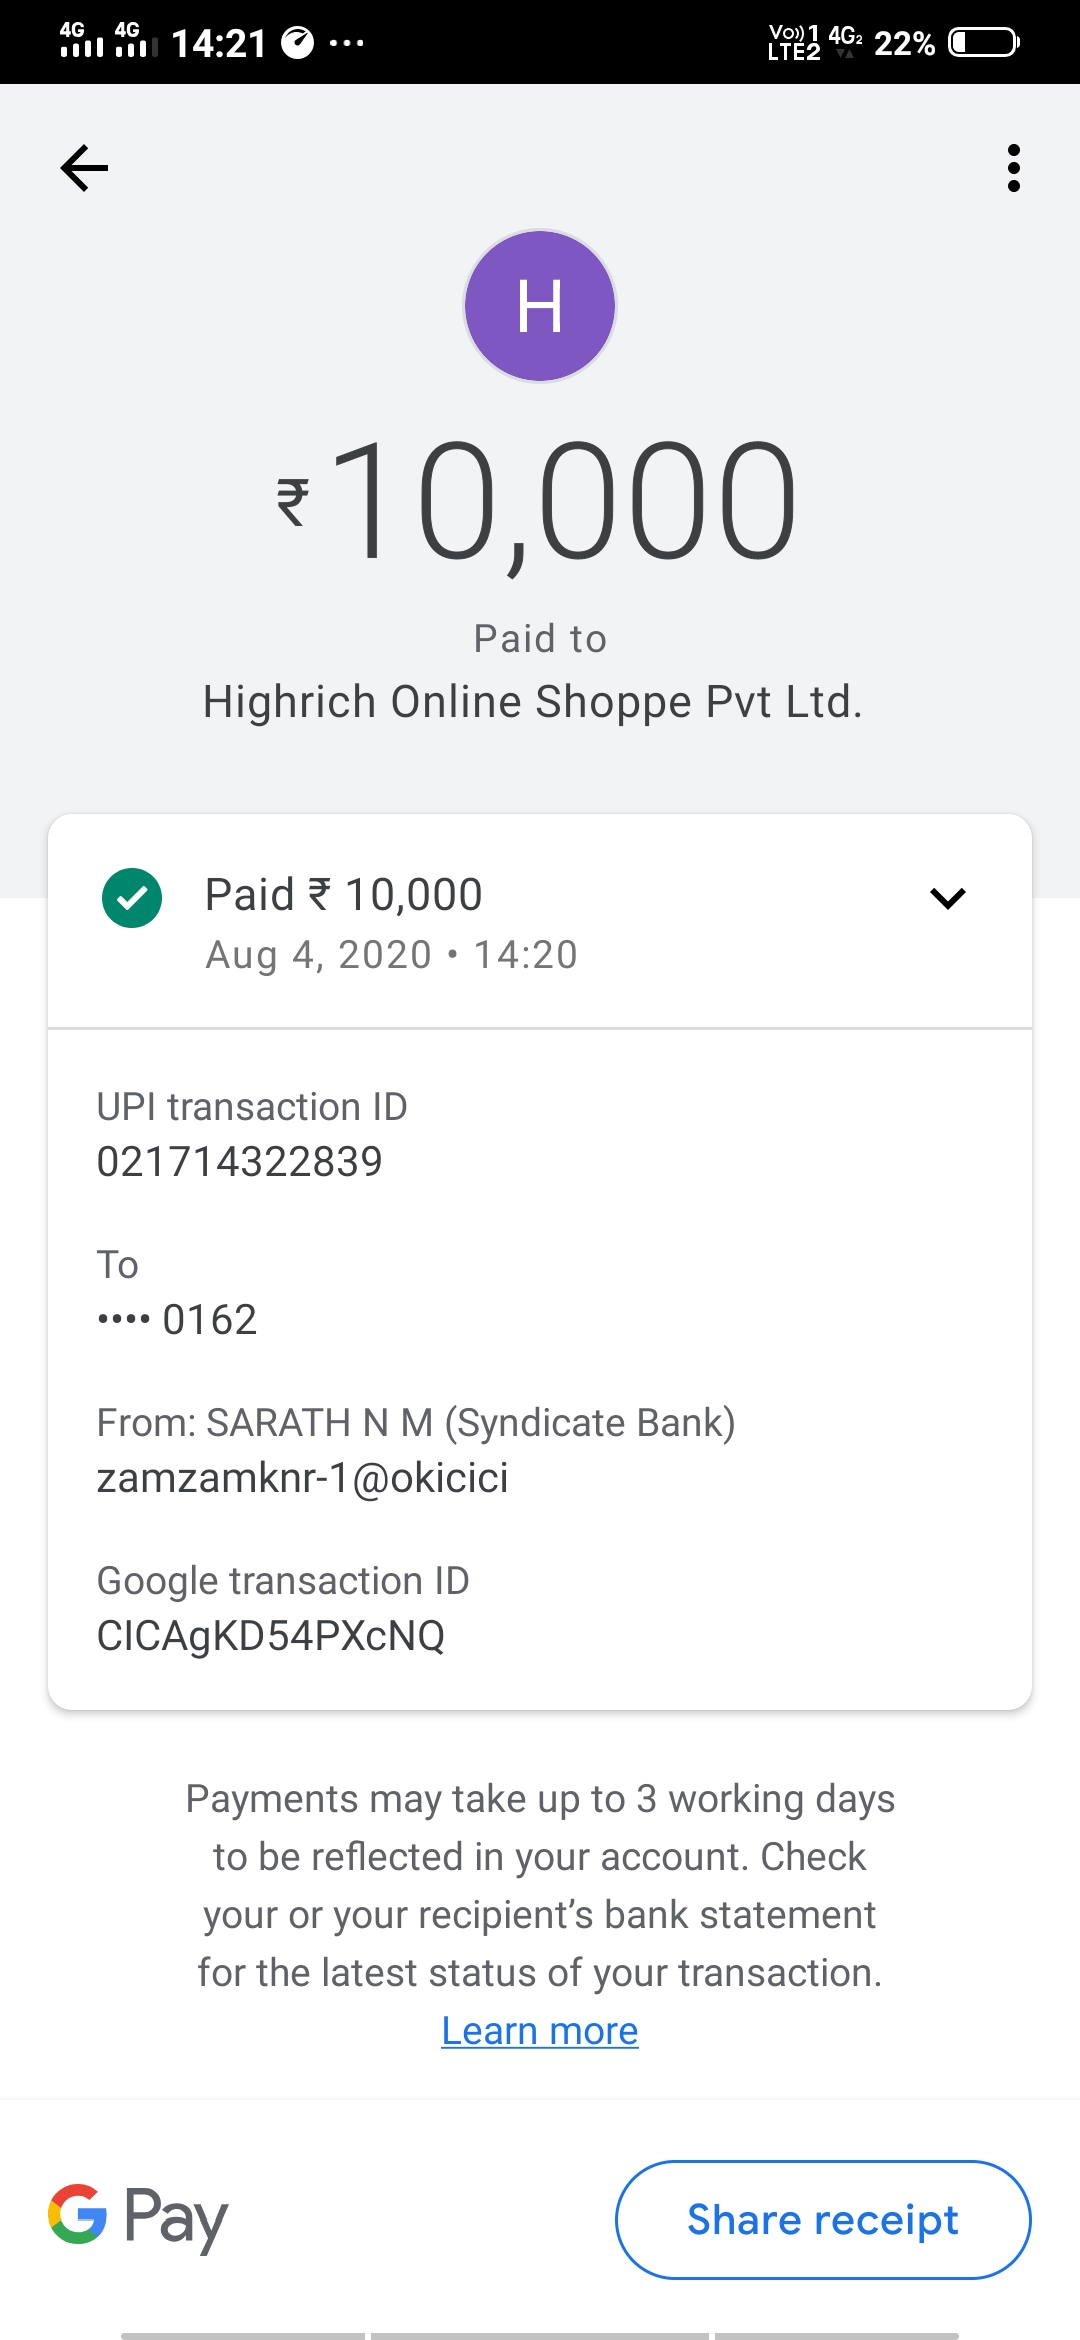 4G 4G 14:21 ... Vo)) 1 LTE2 4G2 22%
H
₹10,000
Paid to
Highrich Online Shoppe Pvt Ltd.
Paid ₹ 10,000
Aug 4, 2020 • 14:20
UPI transaction ID
021714322839
To
•••• 0162
From: SARATH N M (Syndicate Bank)
zamzamknr-1@okicici
Google transaction ID
CICAgKD54PXcNQ
Payments may take up to 3 working days
to be reflected in your account. Check
your or your recipient’s bank statement
for the latest status of your transaction.
Learn more
G Pay
Share receipt